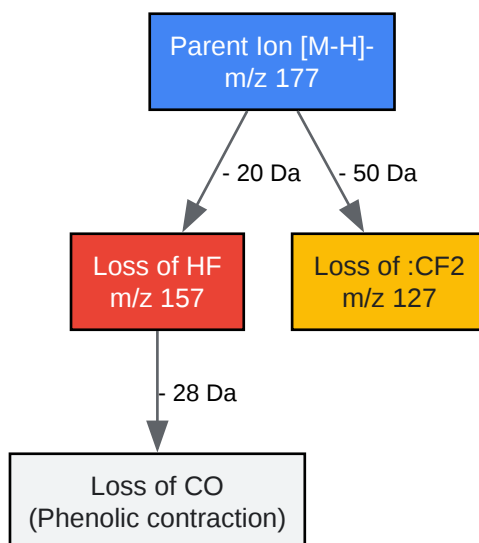 Parent Ion [M-H]-
m/z 177
- 20 Da
- 50 Da
Loss of HF
m/z 157
Loss of :CF2
m/z 127
- 28 Da
Loss of CO
(Phenolic contraction)